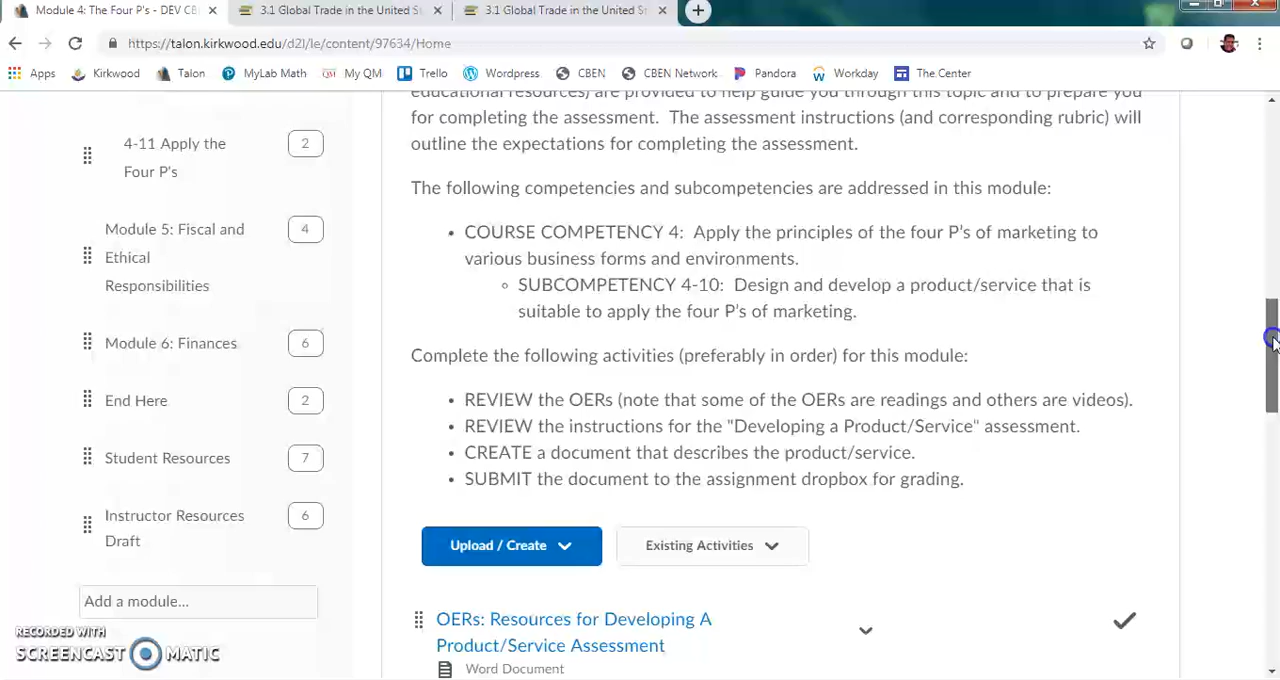 Module 4: The Four P's - DEV CB
3.1 Global Trade in the United St
3.1 Global Trade in the United St
https://talon.kirkwood.edu/d2l/le/content/97634/Home
Apps Kirkwood Talon MyLab Math QM My QM Trello Wordpress CBEN CBEN Network Pandora Workday The Center
educational resources) are provided to help guide you through this topic and to prepare you
for completing the assessment. The assessment instructions (and corresponding rubric) will
outline the expectations for completing the assessment.
The following competencies and subcompetencies are addressed in this module:
• COURSE COMPETENCY 4: Apply the principles of the four P's of marketing to
various business forms and environments.
○ SUBCOMPETENCY 4-10: Design and develop a product/service that is
suitable to apply the four P's of marketing.
Complete the following activities (preferably in order) for this module:
• REVIEW the OERs (note that some of the OERs are readings and others are videos).
• REVIEW the instructions for the "Developing a Product/Service" assessment.
• CREATE a document that describes the product/service.
• SUBMIT the document to the assignment dropbox for grading.
Upload / Create
Existing Activities
OERs: Resources for Developing A
Product/Service Assessment
Word Document
4-11 Apply the
Four P's
2
Module 5: Fiscal and
Ethical
Responsibilities
4
Module 6: Finances
6
End Here
2
Student Resources
7
Instructor Resources
Draft
6
Add a module...
RECORDED WITH
SCREENCAST MATIC